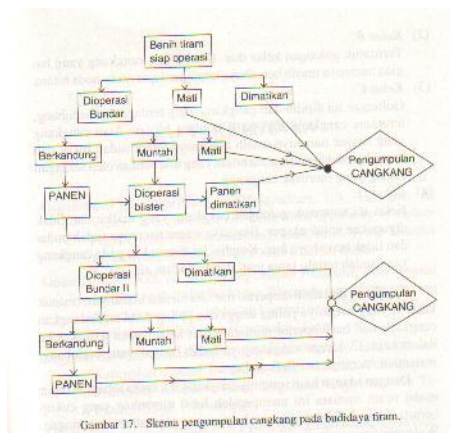 Benih tiram
siap operasi
Dioperasi
Bundar
Mati
Dimatikan
Berkandung
Muntah
Mati
Pengumpulan
CANGKANG
PANEN
Dioperasi
blister
Panen
dimatikan
Dioperasi
Bundar II
Dimatikan
Pengumpulan
CANGKANG
Berkandung
Muntah
Mati
PANEN
Gambar 17. Skema pengumpulan cangkang pada budidaya tiram.